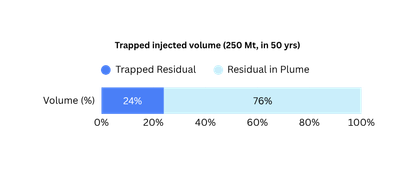 Trapped injected volume (250 Mt, in 50 yrs)
Trapped Residual Residual in Plume
Volume (%) 24% 76%
0% 20% 40% 60% 80% 100%